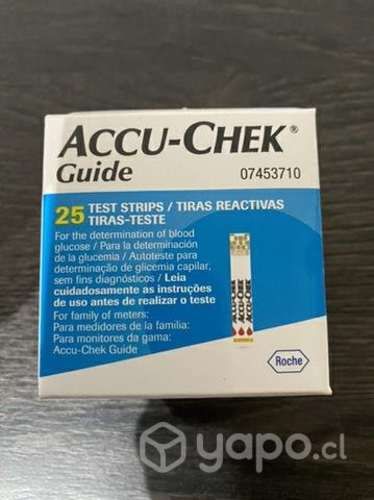 ACCU-CHEK®
Guide
07453710
25 TEST STRIPS / TIRAS REACTIVAS
TIRAS-TESTE
For the determination of blood
glucose / Para la determinación
de la glucemia / Autoteste para
determinação de glicemia capilar,
sem fins diagnósticos / Leia
cuidadosamente as instruções
de uso antes de realizar o teste
For family of meters:
Para medidores de la familia:
Para monitores da gama:
Accu-Chek Guide
ACCU-CHEK
Roche
yapo.cl